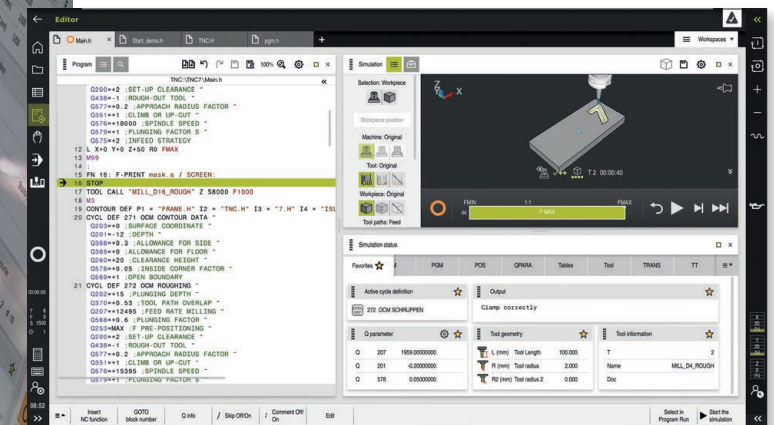 Editor
Main.h
Start_demo.h
TNC.H
pgm.h
Workspaces
Program
100%
TNC:\TNC7\Main.h
Q200=+2 ;SET-UP CLEARANCE ~
Q438=-1 ;ROUGH-OUT TOOL ~
Q577=+0.2 ;APPROACH RADIUS FACTOR ~
Q351=+1 ;CLIMB OR UP-CUT ~
Q576=+18000 ;SPINDLE SPEED ~
Q579=+1 ;PLUNGING FACTOR S ~
Q575=+2 ;INFEED STRATEGY
12 L X+0 Y+0 Z+50 R0 FMAX
13 M99
14 ;
15 FN 16: F-PRINT mask.a / SCREEN:
16 STOP
17 TOOL CALL "MILL_D16_ROUGH" Z S8000 F1000
18 M3
19 CONTOUR DEF P1 = "FRAME.H" I2 = "TNC.H" I3 = "7.H" I4 = "ISL
20 CYCL DEF 271 OCM CONTOUR DATA ~
Q203=+0 ;SURFACE COORDINATE ~
Q201=-12 ;DEPTH ~
Q368=+0.3 ;ALLOWANCE FOR SIDE ~
Q369=+0 ;ALLOWANCE FOR FLOOR ~
Q260=+20 ;CLEARANCE HEIGHT ~
Q578=+0.05 ;INSIDE CORNER FACTOR ~
Q569=+1 ;OPEN BOUNDARY
21 CYCL DEF 272 OCM ROUGHING ~
Q202=+15 ;PLUNGING DEPTH ~
Q370=+0.53 ;TOOL PATH OVERLAP ~
Q207=+12495 ;FEED RATE MILLING ~
Q568=+0.6 ;PLUNGING FACTOR ~
Q253=MAX ;F PRE-POSITIONING ~
Q200=+2 ;SET-UP CLEARANCE ~
Q438=-1 ;ROUGH-OUT TOOL ~
Q577=+0.2 ;APPROACH RADIUS FACTOR ~
Q351=+1 ;CLIMB OR UP-CUT ~
Q576=+15395 ;SPINDLE SPEED ~
Q579=+1 ;PLUNGING FACTOR S ~
Simulation
Selection: Workpiece
Workpiece position
Machine: Original
Tool: Original
Workpiece: Original
Tool paths: Feed
Z
X
T 2 00:00:40
FMIN 1:1 FMAX
F MAX
Simulation status
Favorites PGM POS QPARA Tables Tool TRANS TT
Active cycle definition
272 OCM SCHRUPPEN
Output
Clamp correctly
Q parameter
Q 207 1959.00000000
Q 201 -0.20000000
Q 578 0.05000000
Tool geometry
L (mm) Tool Length 100.000
R (mm) Tool radius 2.000
R2 (mm) Tool radius 2 0.000
Tool information
T 2
Name MILL_D4_ROUGH
Doc
00:00:00
T 8
F 0
S 1500
08:52
Insert NC function
GOTO block number
Q info
Skip Off/On
; Comment Off/On
Edit
Select in Program Run
Start the simulation